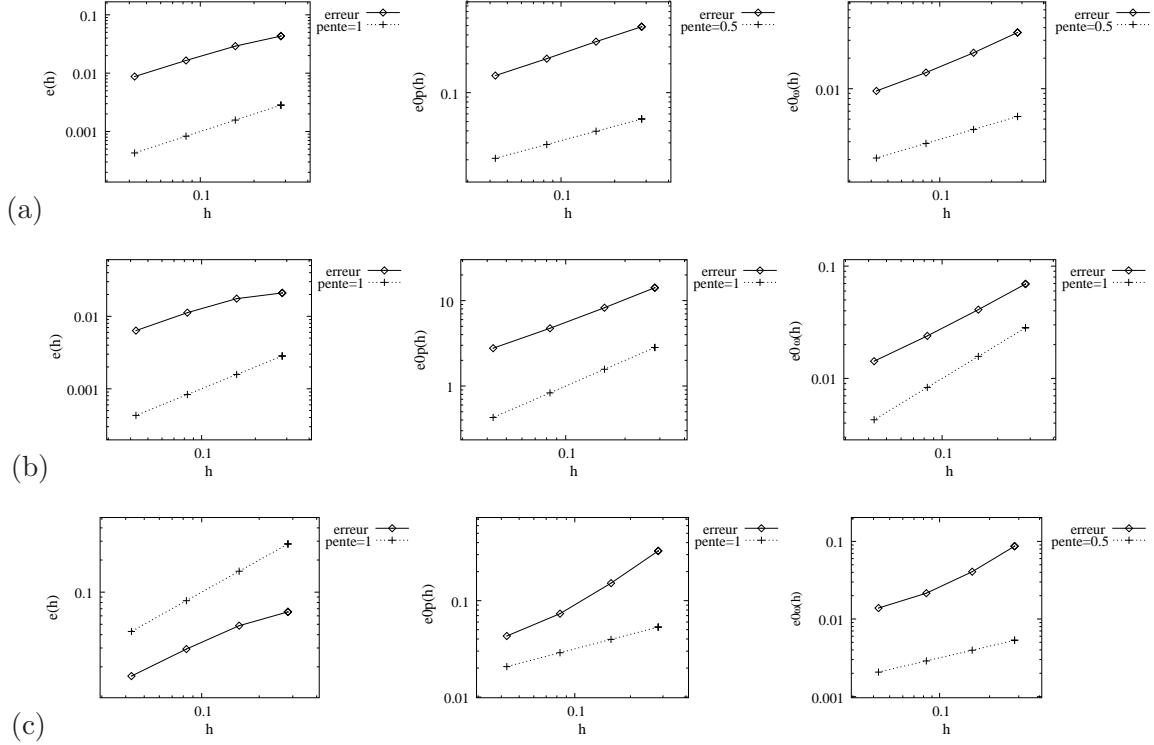 (a)
0.1
0.01
0.001
e(h)
0.1
h
erreur
pente=1
0.1
e0p(h)
0.1
h
erreur
pente=0.5
0.01
e0ω(h)
0.1
h
erreur
pente=0.5
(b)
0.01
0.001
e(h)
0.1
h
erreur
pente=1
10
1
e0p(h)
0.1
h
erreur
pente=1
0.1
0.01
e0ω(h)
0.1
h
erreur
pente=1
(c)
0.1
e(h)
0.1
h
erreur
pente=1
0.1
0.01
e0p(h)
0.1
h
erreur
pente=1
0.1
0.01
0.001
e0ω(h)
0.1
h
erreur
pente=0.5